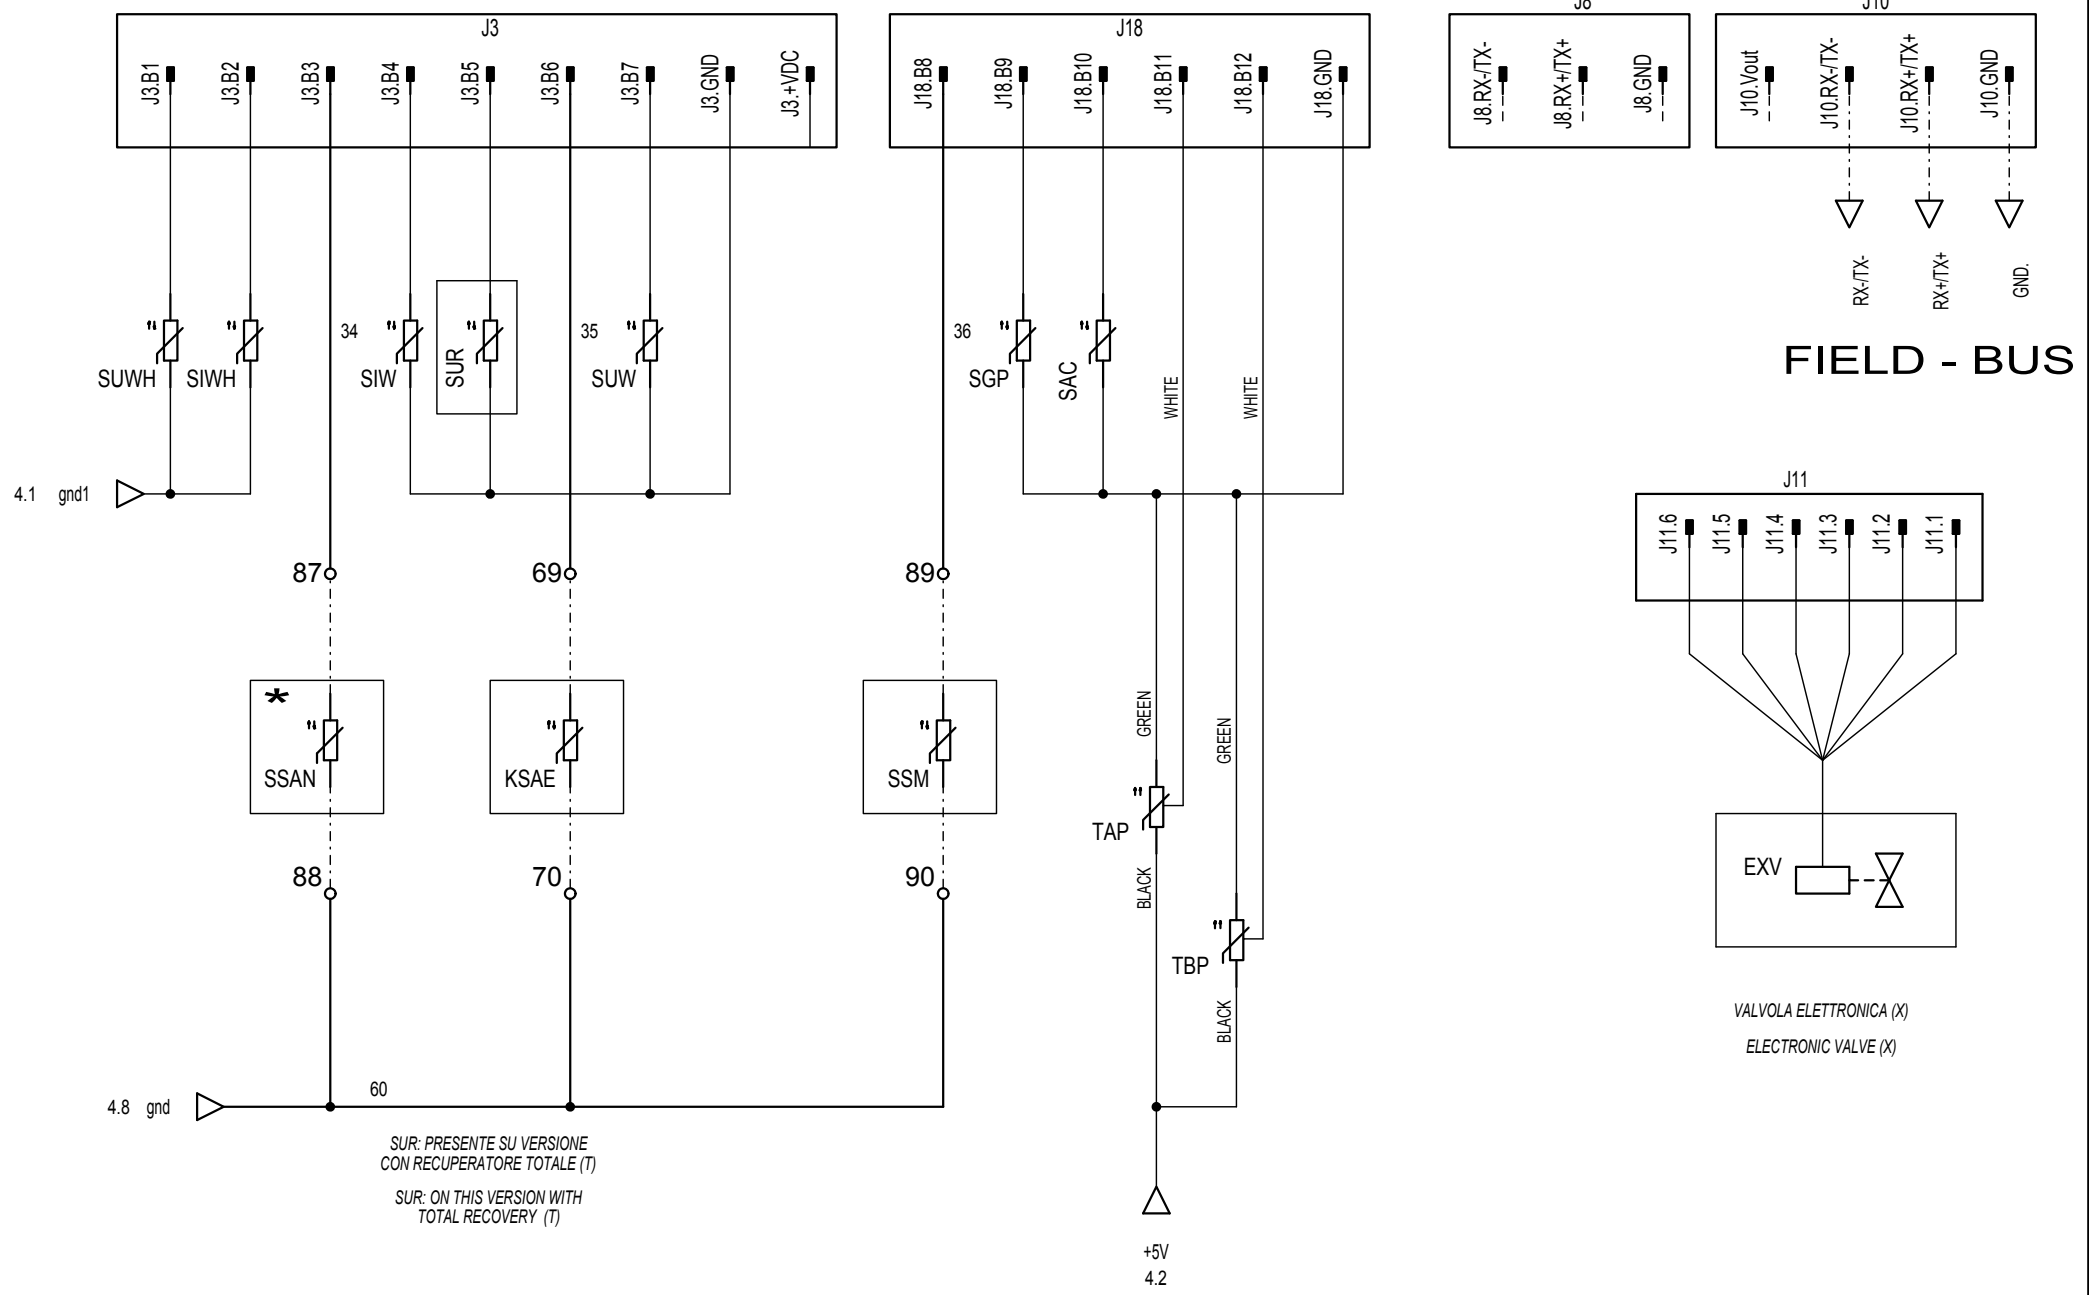 J3
J18
J8
J10
J3.B1
J3.B2
J3.B3
J3.B4
J3.B5
J3.B6
J3.B7
J3.GND
J3.+VDC
J18.B8
J18.B9
J18.B10
J18.B11
J18.B12
J18.GND
J8.RX-/TX-
J8.RX+/TX+
J8.GND
J10.Vout
J10.RX-/TX-
J10.RX+/TX+
J10.GND
RX-/TX-
RX+/TX+
GND.
FIELD - BUS
SUWH
SIWH
34
SIW
SUR
35
SUW
36
SGP
SAC
WHITE
WHITE
4.1 gnd1
J11
J11.6
J11.5
J11.4
J11.3
J11.2
J11.1
87
69
89
*
SSAN
KSAE
SSM
GREEN
GREEN
TAP
BLACK
88
70
90
TBP
BLACK
EXV
VALVOLA ELETTRONICA (X)
ELECTRONIC VALVE (X)
4.8 gnd
60
SUR: PRESENTE SU VERSIONE
CON RECUPERATORE TOTALE (T)
SUR: ON THIS VERSION WITH
TOTAL RECOVERY (T)
+5V
4.2